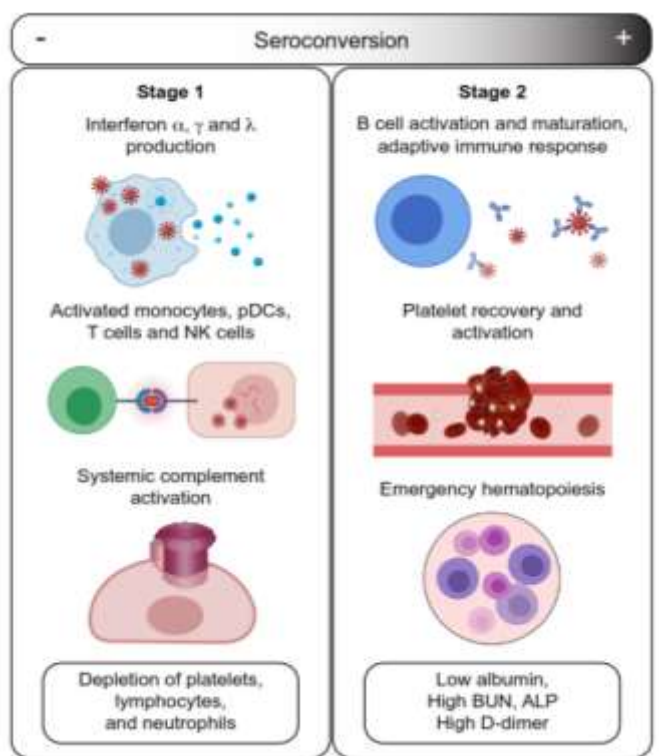 -
Seroconversion
+
Stage 1
Interferon α, γ and λ
production
Activated monocytes, pDCs,
T cells and NK cells
Systemic complement
activation
Depletion of platelets,
lymphocytes,
and neutrophils
Stage 2
B cell activation and maturation,
adaptive immune response
Platelet recovery and
activation
Emergency hematopoiesis
Low albumin,
High BUN, ALP
High D-dimer